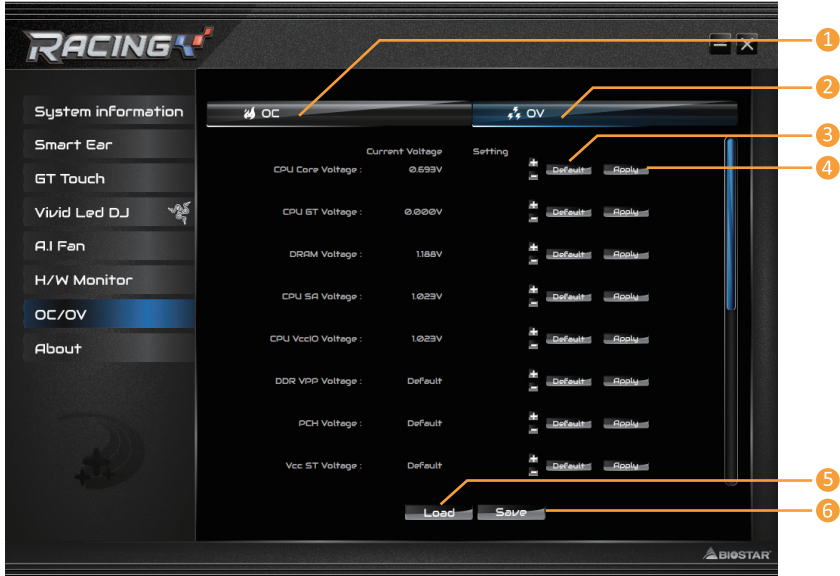 RACING
1
2
System information
OC
OV
Smart Ear
3
Current Voltage Setting
4
CPU Core Voltage : 0.693V + - Default Apply
GT Touch
Vivid Led DJ
CPU GT Voltage : 0.000V + - Default Apply
A.I Fan
DRAM Voltage : 1.188V + - Default Apply
H/W Monitor
CPU SA Voltage : 1.023V + - Default Apply
OC/OV
CPU VccIO Voltage : 1.023V + - Default Apply
About
DDR VPP Voltage : Default + - Default Apply
PCH Voltage : Default + - Default Apply
Vcc ST Voltage : Default + - Default Apply
5
Load Save
6
BIOSTAR